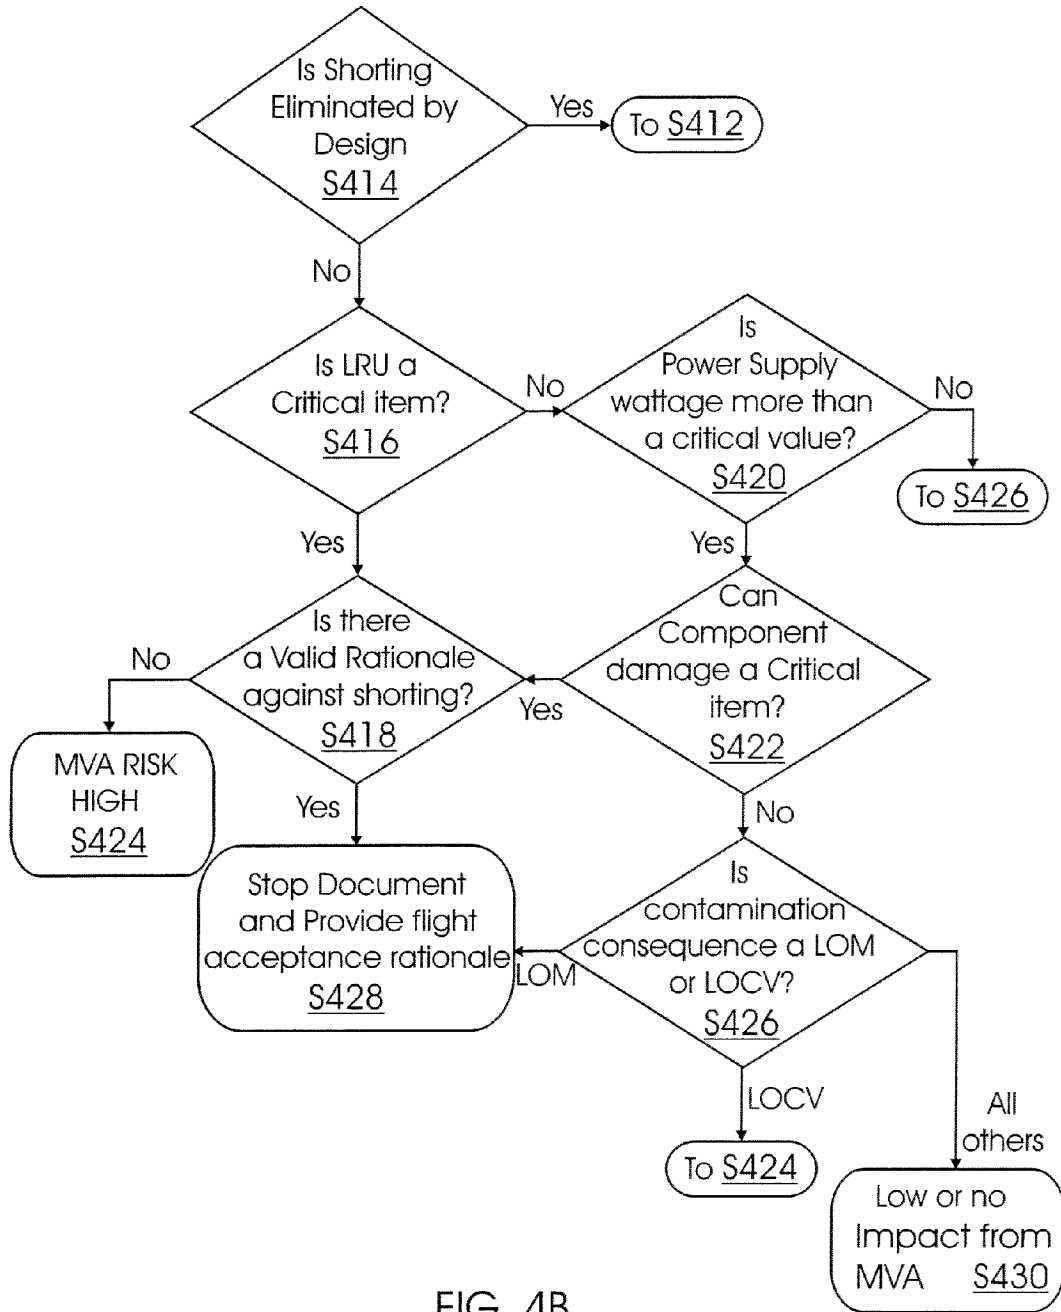 Is Shorting
Eliminated by
Design
S414
Yes
To S412
No
Is LRU a
Critical item?
S416
No
Is
Power Supply
wattage more than
a critical value?
S420
No
To S426
Yes
Yes
Is there
a Valid Rationale
against shorting?
S418
No
Yes
Can
Component
damage a Critical
item?
S422
MVA RISK
HIGH
S424
Yes
No
Stop Document
and Provide flight
acceptance rationale
S428
LOM
Is
contamination
consequence a LOM
or LOCV?
S426
LOCV
To S424
All
others
Low or no
Impact from
MVA S430
FIG. 4B